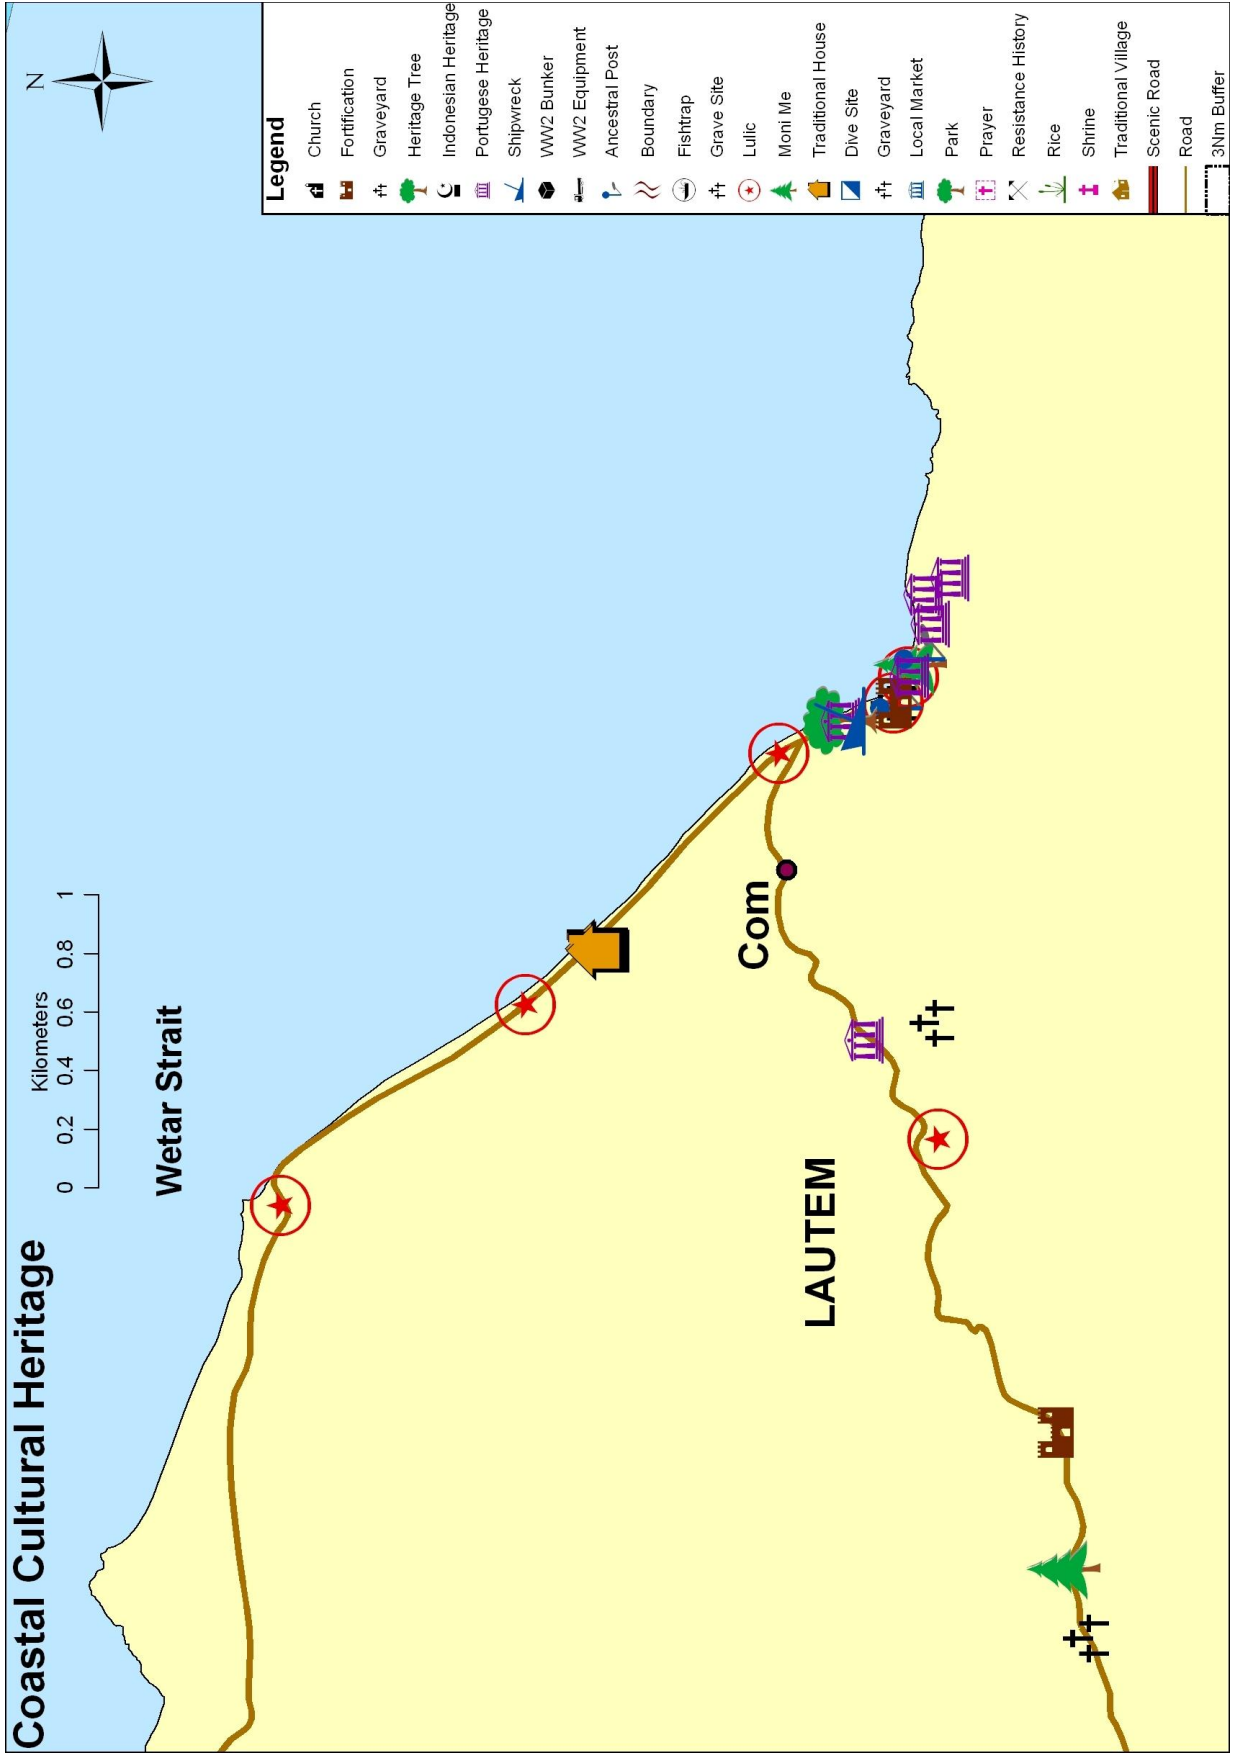 Coastal Cultural Heritage
Kilometers
0 0.2 0.4 0.6 0.8 1
Wetar Strait
N
Com
LAUTEM
Legend
Church
Fortification
Graveyard
Heritage Tree
Indonesian Heritage
Portugese Heritage
Shipwreck
WW2 Bunker
WW2 Equipment
Ancestral Post
Boundary
Fishtrap
Grave Site
Lulic
Moni Me
Traditional House
Dive Site
Graveyard
Local Market
Park
Prayer
Resistance History
Rice
Shrine
Traditional Village
Scenic Road
Road
3Nm Buffer